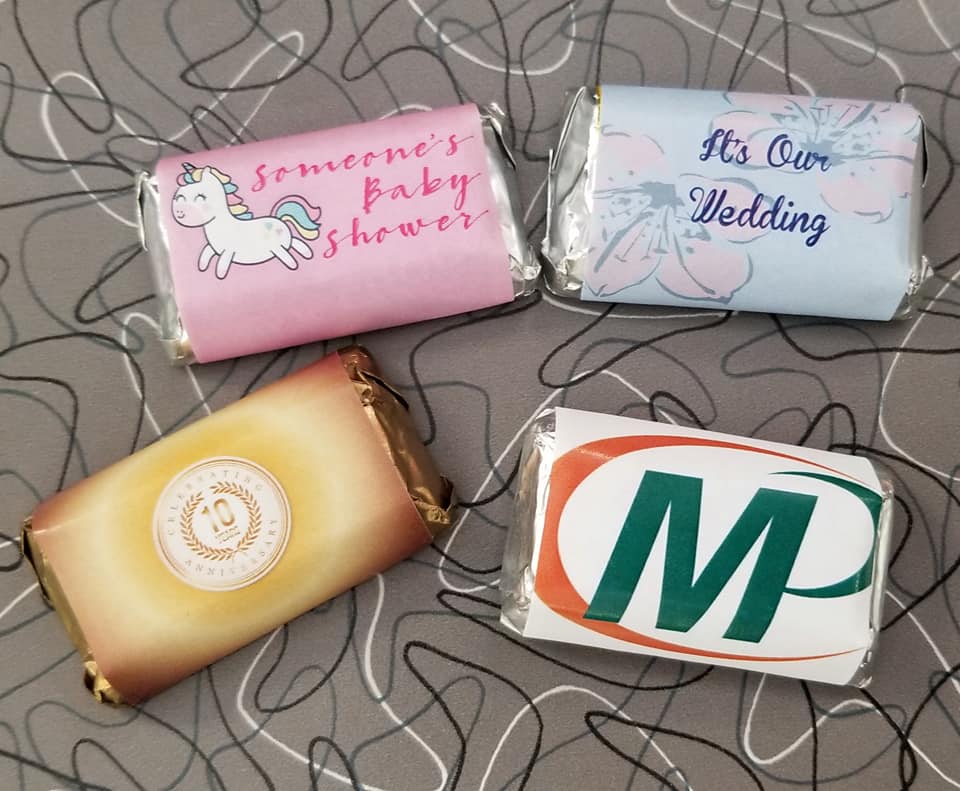 Someone's
Baby
Shower
It's Our
Wedding
CELEBRATING
10
ANNIVERSARY
M